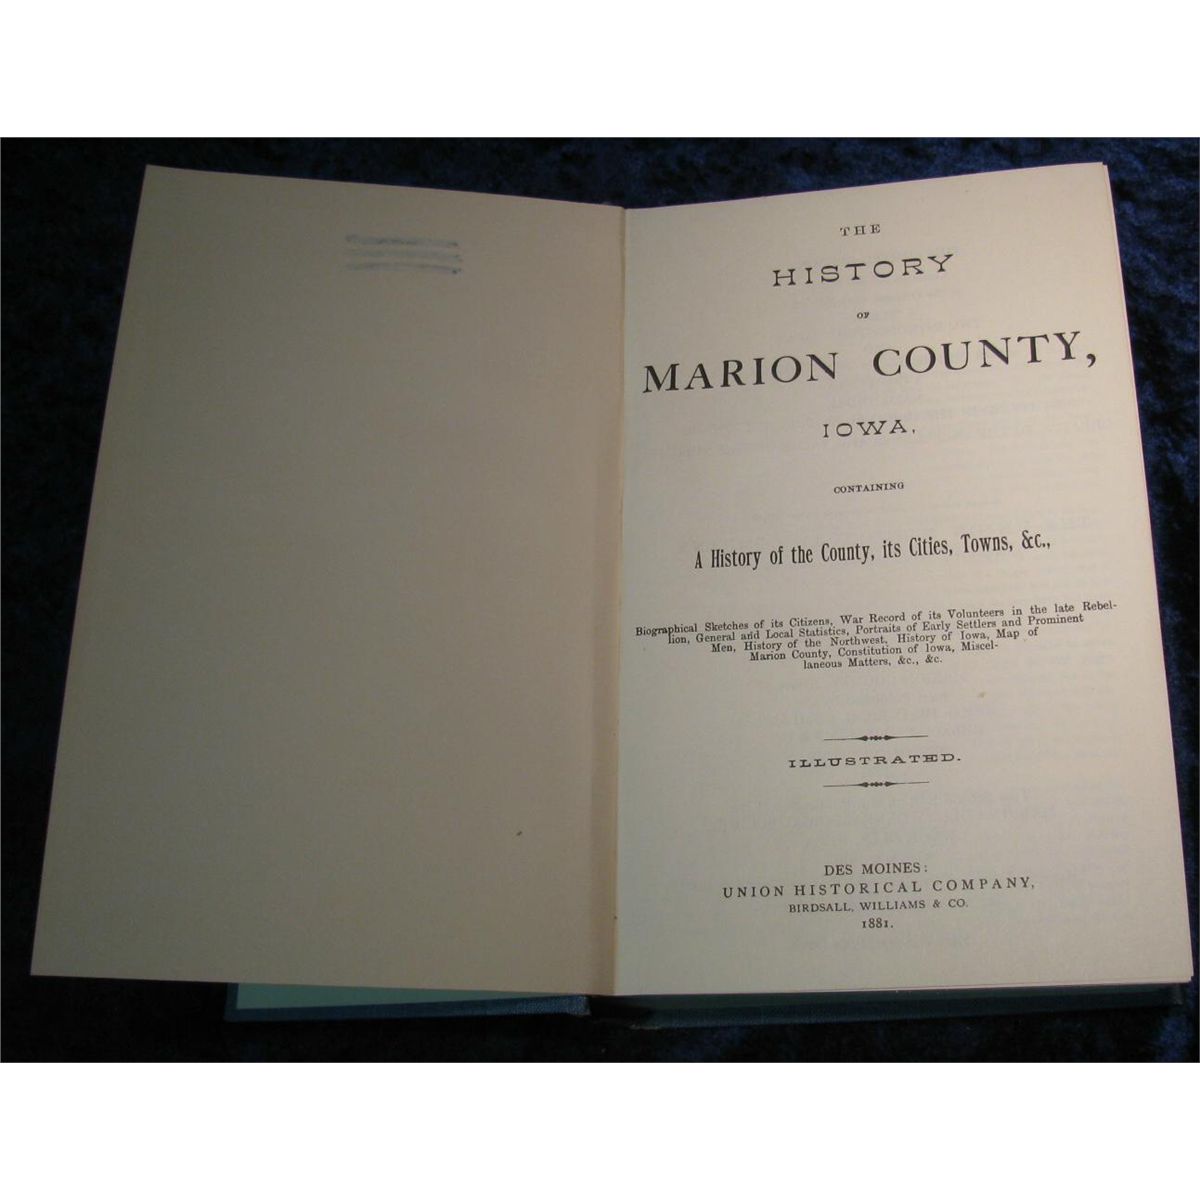 THE
HISTORY
OF
MARION COUNTY,
IOWA,
CONTAINING
A History of the County, its Cities, Towns, &c.,
Biographical Sketches of its Citizens, War Record of its Volunteers in the late Rebel-
lion, General and Local Statistics, Portraits of Early Settlers and Prominent
Men, History of the Northwest, History of Iowa, Map of
Marion County, Constitution of Iowa, Miscel-
laneous Matters, &c., &c.
ILLUSTRATED.
DES MOINES:
UNION HISTORICAL COMPANY,
BIRDSALL, WILLIAMS & CO.
1881.